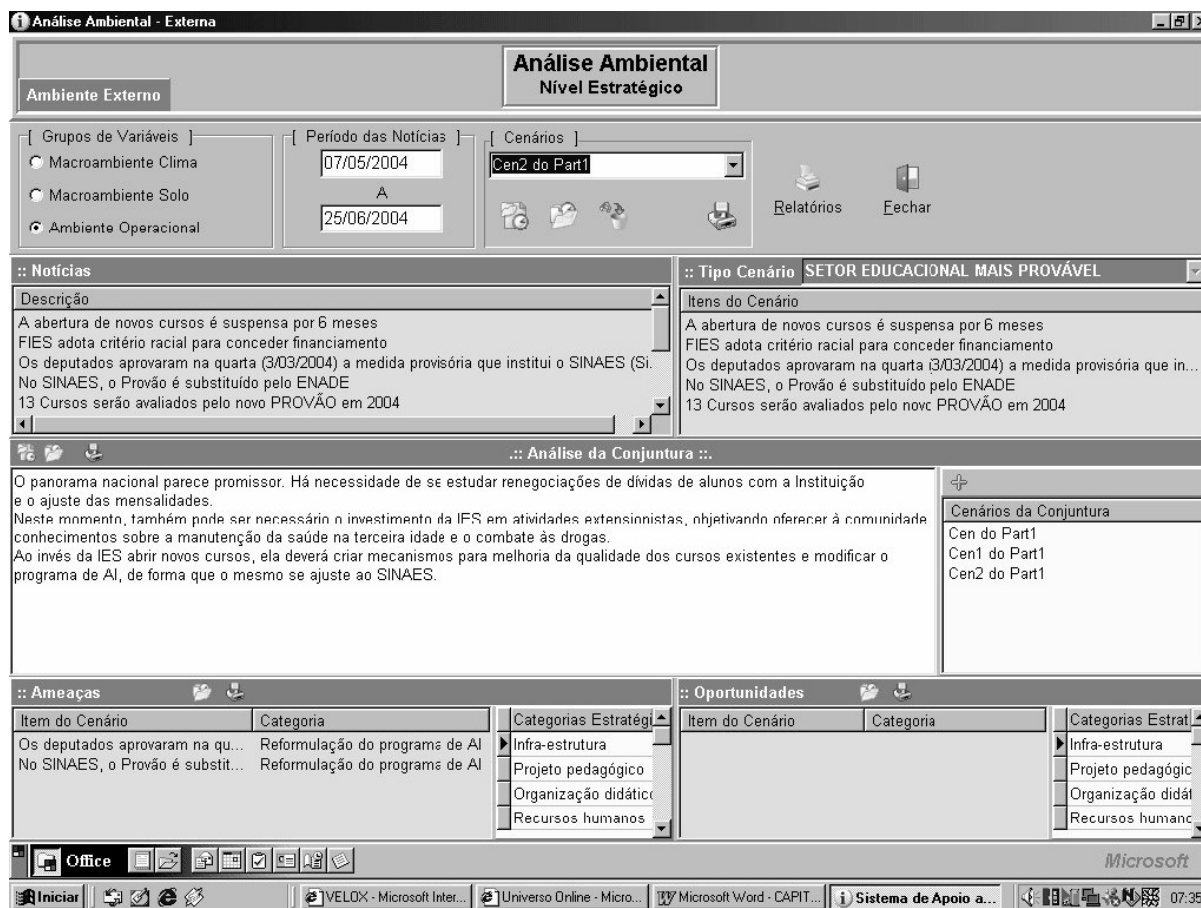 Análise Ambiental - Externa
Análise Ambiental
Nível Estratégico
Ambiente Externo
[ Grupos de Variáveis ]
Macroambiente Clima
Macroambiente Solo
Ambiente Operacional
[ Período das Notícias ]
07/05/2004
A
25/06/2004
[ Cenários ]
Cen2 do Part1
Relatórios
Fechar
:: Notícias
Descrição
A abertura de novos cursos é suspensa por 6 meses
FIES adota critério racial para conceder financiamento
Os deputados aprovaram na quarta (3/03/2004) a medida provisória que institui o SINAES (Si.
No SINAES, o Provão é substituído pelo ENADE
13 Cursos serão avaliados pelo novo PROVÃO em 2004
:: Tipo Cenário SETOR EDUCACIONAL MAIS PROVÁVEL
Itens do Cenário
A abertura de novos cursos é suspensa por 6 meses
FIES adota critério racial para conceder financiamento
Os deputados aprovaram na quarta (3/03/2004) a medida provisória que in...
No SINAES, o Provão é substituído pelo ENADE
13 Cursos serão avaliados pelo novo PROVÃO em 2004
.:: Análise da Conjuntura ::.
O panorama nacional parece promissor. Há necessidade de se estudar renegociações de dívidas de alunos com a Instituição
e o ajuste das mensalidades.
Neste momento, também pode ser necessário o investimento da IES em atividades extensionistas, objetivando oferecer à comunidade
conhecimentos sobre a manutenção da saúde na terceira idade e o combate às drogas.
Ao invés da IES abrir novos cursos, ela deverá criar mecanismos para melhoria da qualidade dos cursos existentes e modificar o
programa de AI, de forma que o mesmo se ajuste ao SINAES.
Cenários da Conjuntura
Cen do Part1
Cen1 do Part1
Cen2 do Part1
:: Ameaças
Item do Cenário Categoria
Os deputados aprovaram na qu... Reformulação do programa de AI
No SINAES, o Provão é substit... Reformulação do programa de AI
Categorias Estratégi
Infra-estrutura
Projeto pedagógico
Organização didático
Recursos humanos
:: Oportunidades
Item do Cenário Categoria
Categorias Estrat
Infra-estrutura
Projeto pedagógic
Organização didát
Recursos humanc
Office
Microsoft
Iniciar
VELOX - Microsoft Inter...
Universo Online - Micro...
Microsoft Word - CAPIT...
Sistema de Apoio a...
07:35